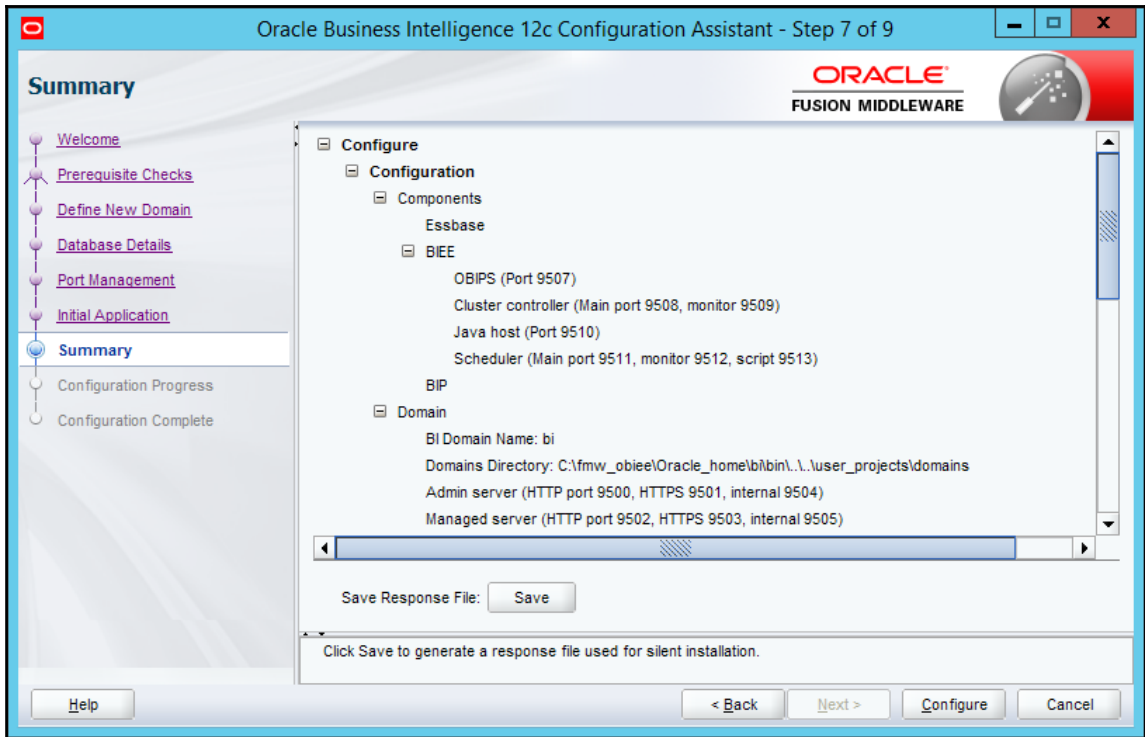 Oracle Business Intelligence 12c Configuration Assistant - Step 7 of 9
Summary
ORACLE
FUSION MIDDLEWARE
Welcome
Prerequisite Checks
Define New Domain
Database Details
Port Management
Initial Application
Summary
Configuration Progress
Configuration Complete
Configure
Configuration
Components
Essbase
BIEE
OBIPS (Port 9507)
Cluster controller (Main port 9508, monitor 9509)
Java host (Port 9510)
Scheduler (Main port 9511, monitor 9512, script 9513)
BIP
Domain
BI Domain Name: bi
Domains Directory: C:\fmw_obiee\Oracle_home\bi\bin\..\..\user_projects\domains
Admin server (HTTP port 9500, HTTPS 9501, internal 9504)
Managed server (HTTP port 9502, HTTPS 9503, internal 9505)
Save Response File: Save
Click Save to generate a response file used for silent installation.
Help < Back Next > Configure Cancel